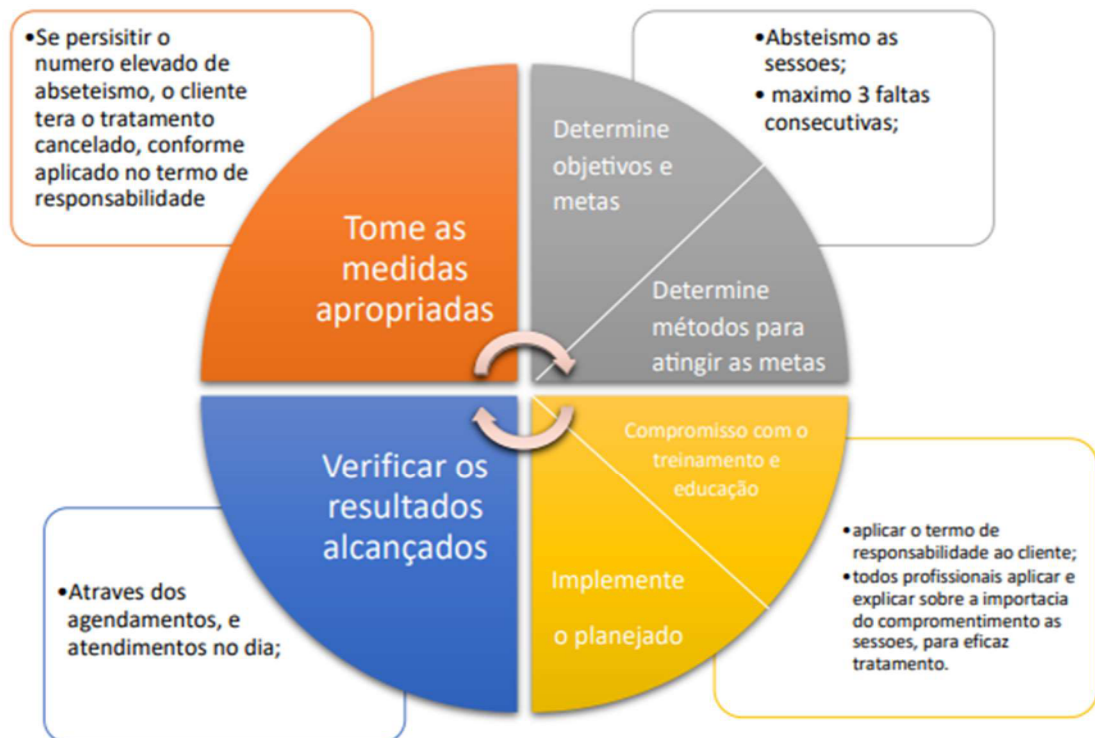 •Se persisitir o
numero elevado de
abseteismo, o cliente
tera o tratamento
cancelado, conforme
aplicado no termo de
responsabilidade
•Absteismo as
sessoes;
• maximo 3 faltas
consecutivas;
Tome as
medidas
apropriadas
Determine
objetivos e
metas
Determine
métodos para
atingir as metas
Verificar os
resultados
alcançados
Compromisso com o
treinamento e
educação
Implemente
o planejado
•Atraves dos
agendamentos, e
atendimentos no dia;
•aplicar o termo de
responsabilidade ao cliente;
•todos profissionais aplicar e
explicar sobre a importacia
do compromentimento as
sessoes, para eficaz
tratamento.